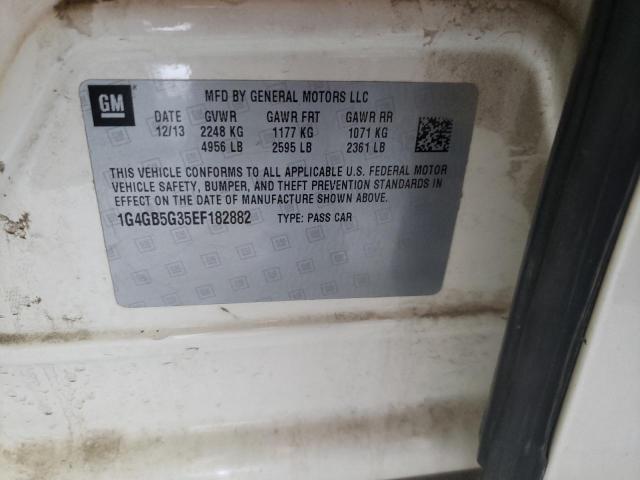 GM
MFD BY GENERAL MOTORS LLC
DATE GVWR GAWR FRT GAWR RR
12/13 2248 KG 1177 KG 1071 KG
4956 LB 2595 LB 2361 LB
THIS VEHICLE CONFORMS TO ALL APPLICABLE U.S. FEDERAL MOTOR
VEHICLE SAFETY, BUMPER, AND THEFT PREVENTION STANDARDS IN
EFFECT ON THE DATE OF MANUFACTURE SHOWN ABOVE.
1G4GB5G35EF182882 TYPE: PASS CAR